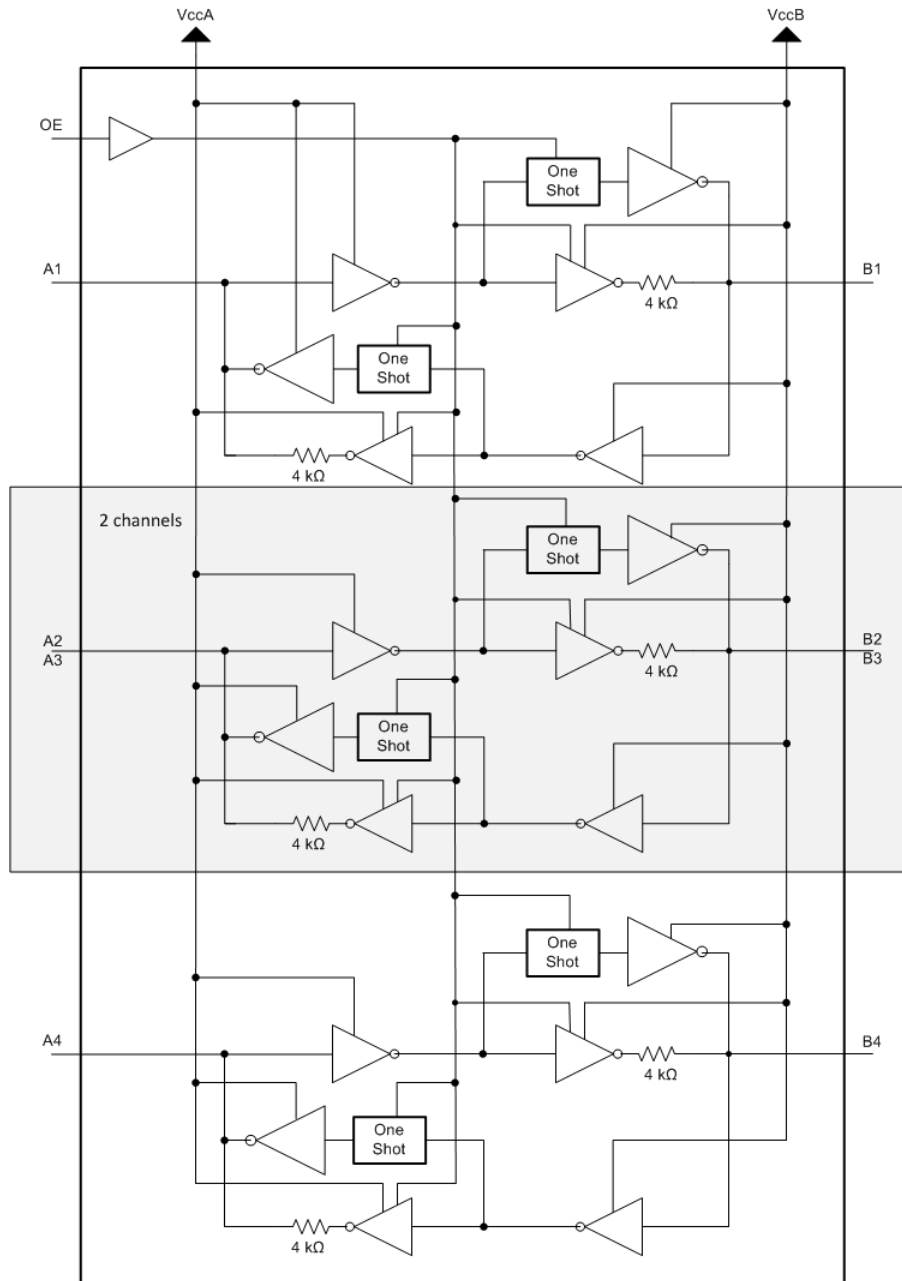 VccA
VccB
OE
One
Shot
A1
B1
4 kΩ
One
Shot
4 kΩ
2 channels
One
Shot
A2
A3
B2
B3
4 kΩ
One
Shot
4 kΩ
One
Shot
A4
B4
4 kΩ
One
Shot
4 kΩ